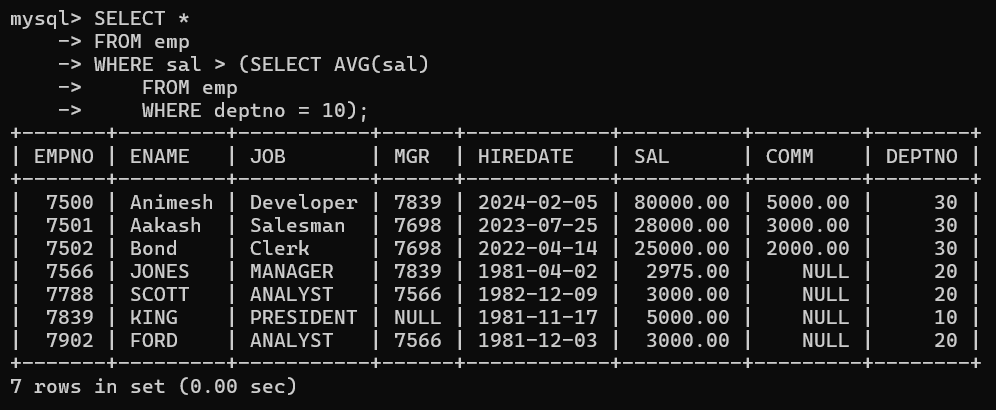 mysql> SELECT *
    -> FROM emp
    -> WHERE sal > (SELECT AVG(sal)
    ->     FROM emp
    ->     WHERE deptno = 10);
+-------+---------+-----------+------+------------+----------+---------+--------+
| EMPNO | ENAME   | JOB       | MGR  | HIREDATE   | SAL      | COMM    | DEPTNO |
+-------+---------+-----------+------+------------+----------+---------+--------+
|  7500 | Animesh | Developer | 7839 | 2024-02-05 | 80000.00 | 5000.00 |     30 |
|  7501 | Aakash  | Salesman  | 7698 | 2023-07-25 | 28000.00 | 3000.00 |     30 |
|  7502 | Bond    | Clerk     | 7698 | 2022-04-14 | 25000.00 | 2000.00 |     30 |
|  7566 | JONES   | MANAGER   | 7839 | 1981-04-02 |  2975.00 |    NULL |     20 |
|  7788 | SCOTT   | ANALYST   | 7566 | 1982-12-09 |  3000.00 |    NULL |     20 |
|  7839 | KING    | PRESIDENT | NULL | 1981-11-17 |  5000.00 |    NULL |     10 |
|  7902 | FORD    | ANALYST   | 7566 | 1981-12-03 |  3000.00 |    NULL |     20 |
+-------+---------+-----------+------+------------+----------+---------+--------+
7 rows in set (0.00 sec)